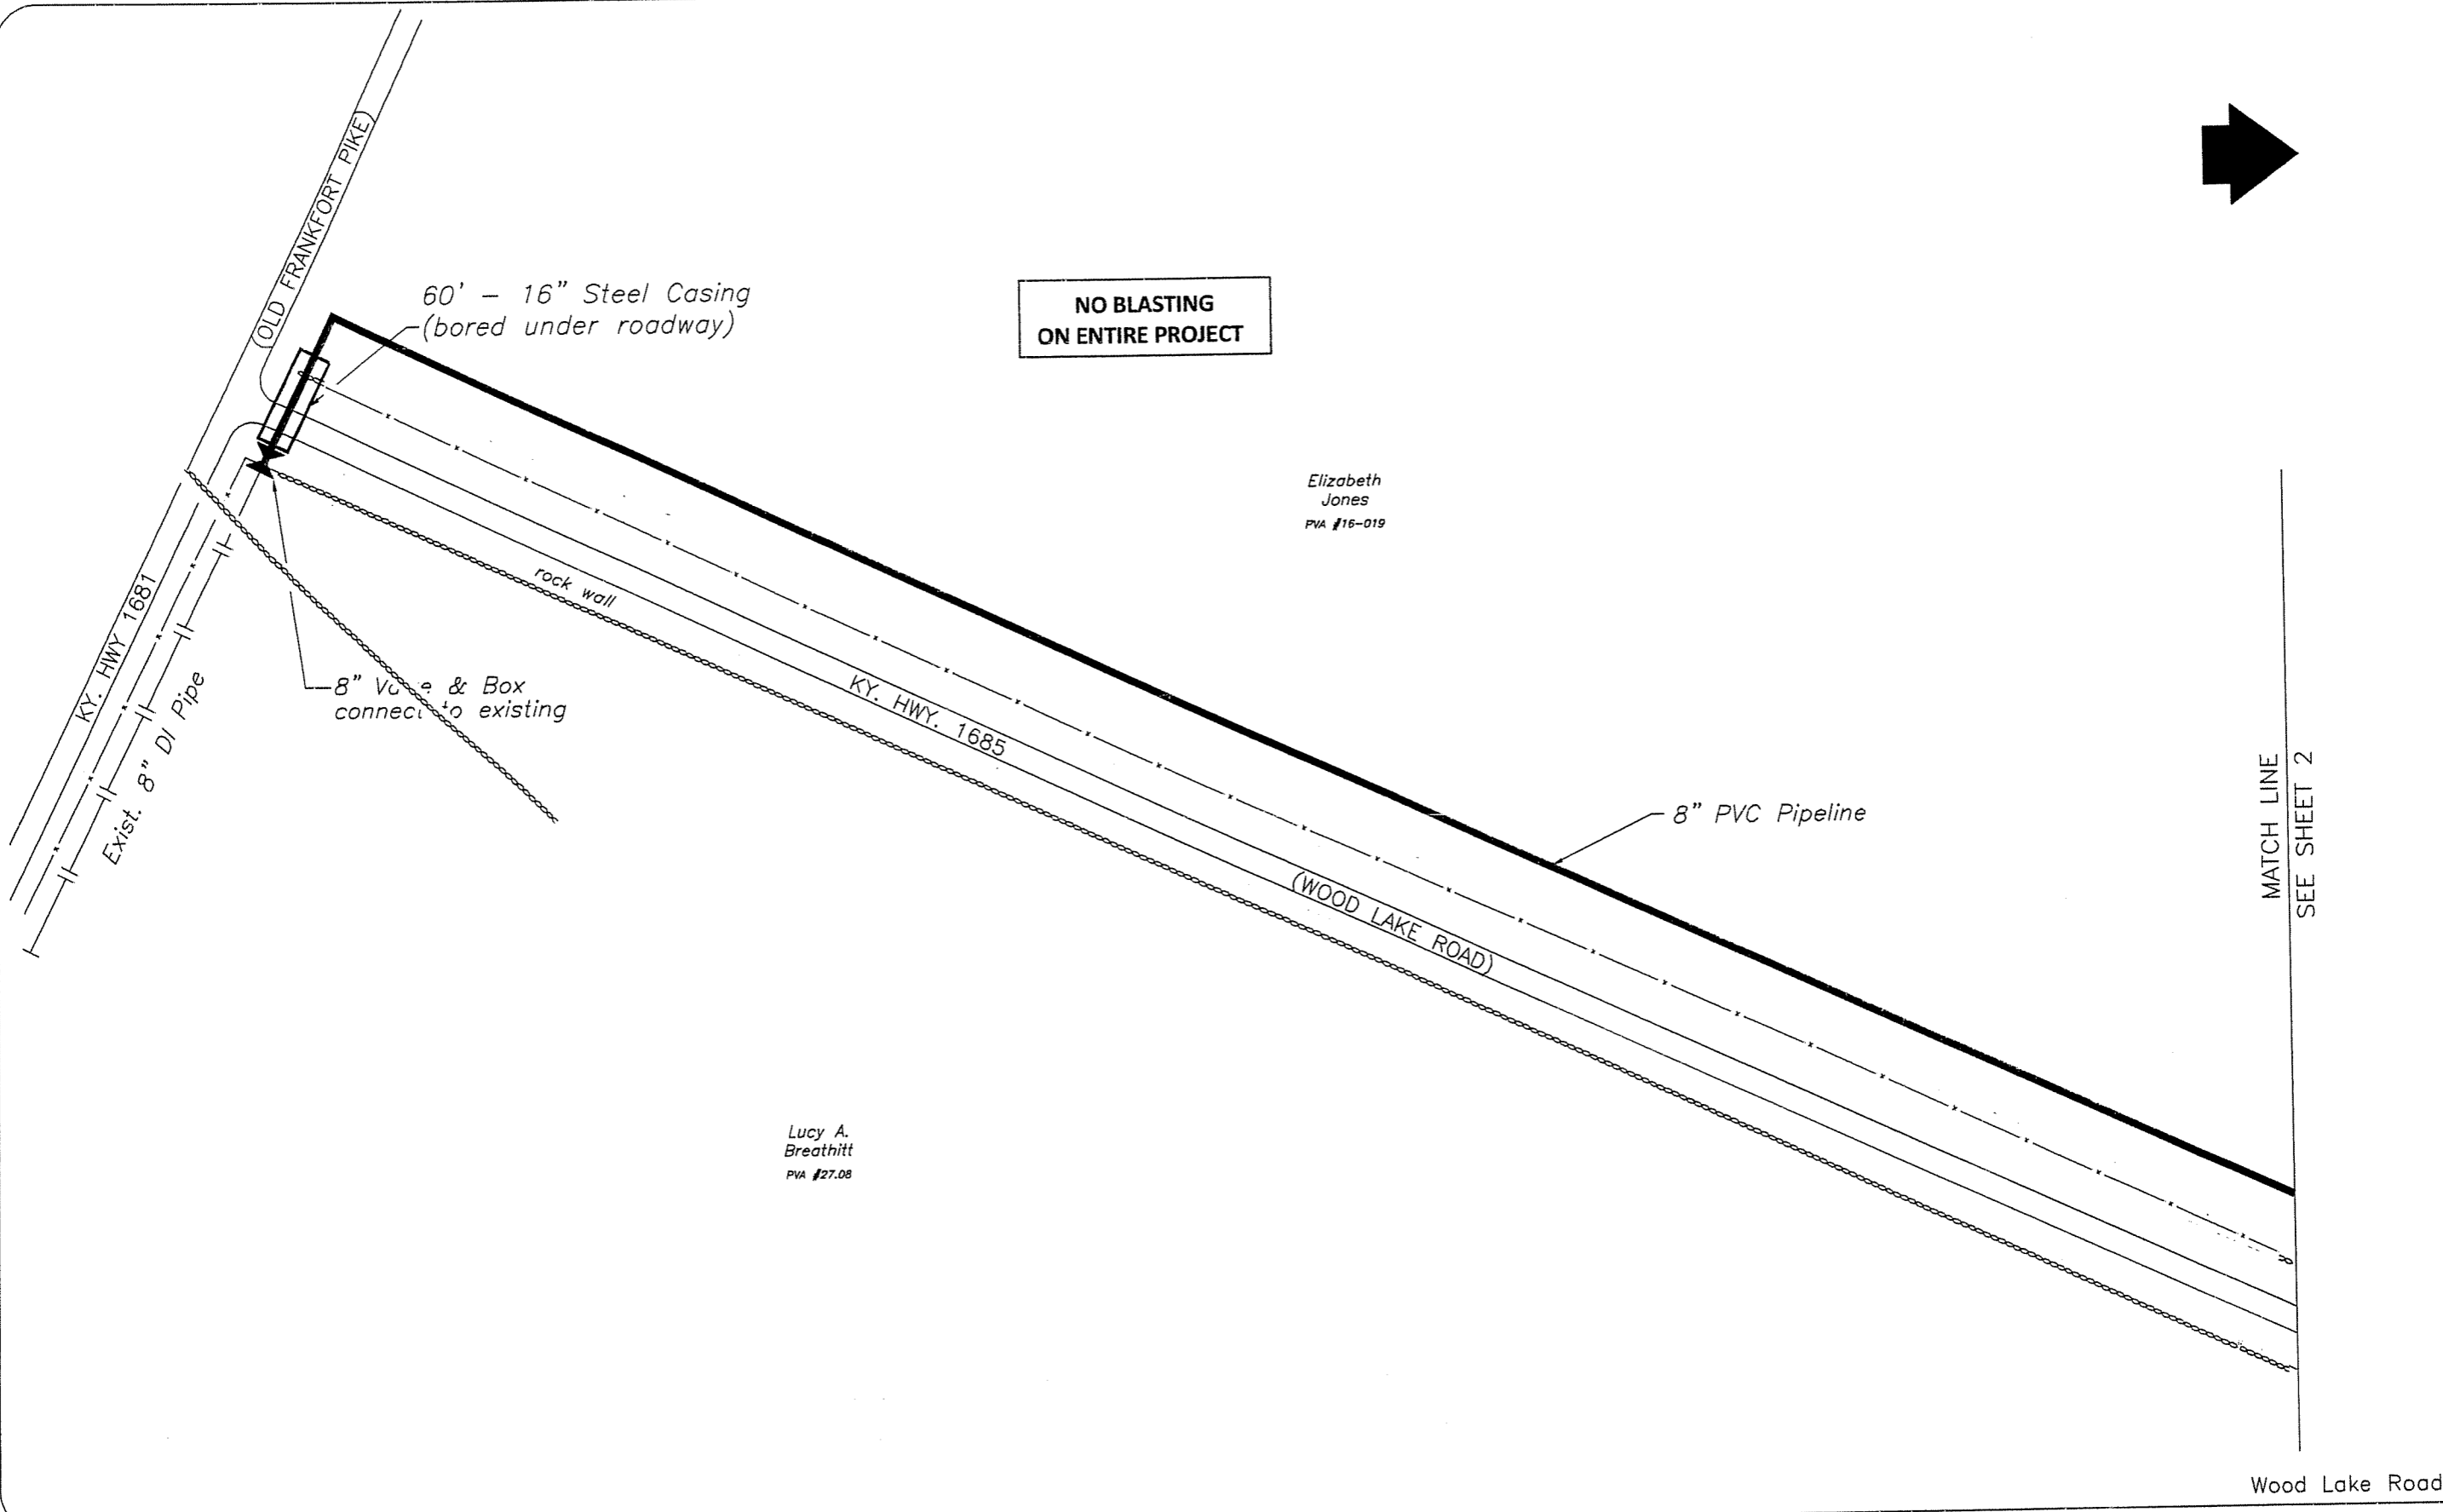 (OLD FRANKFORT PIKE)
60' – 16" Steel Casing
(bored under roadway)
NO BLASTING
ON ENTIRE PROJECT
Elizabeth
Jones
PVA #16-019
rock wall
KY. HWY 1681
Exist. 8" DI Pipe
8" & Box
to existing
KY. HWY. 1685
(WOOD LAKE ROAD)
8" PVC Pipeline
MATCH LINE
SEE SHEET 2
Lucy A.
Breathitt
PVA #27.08
Wood Lake Road